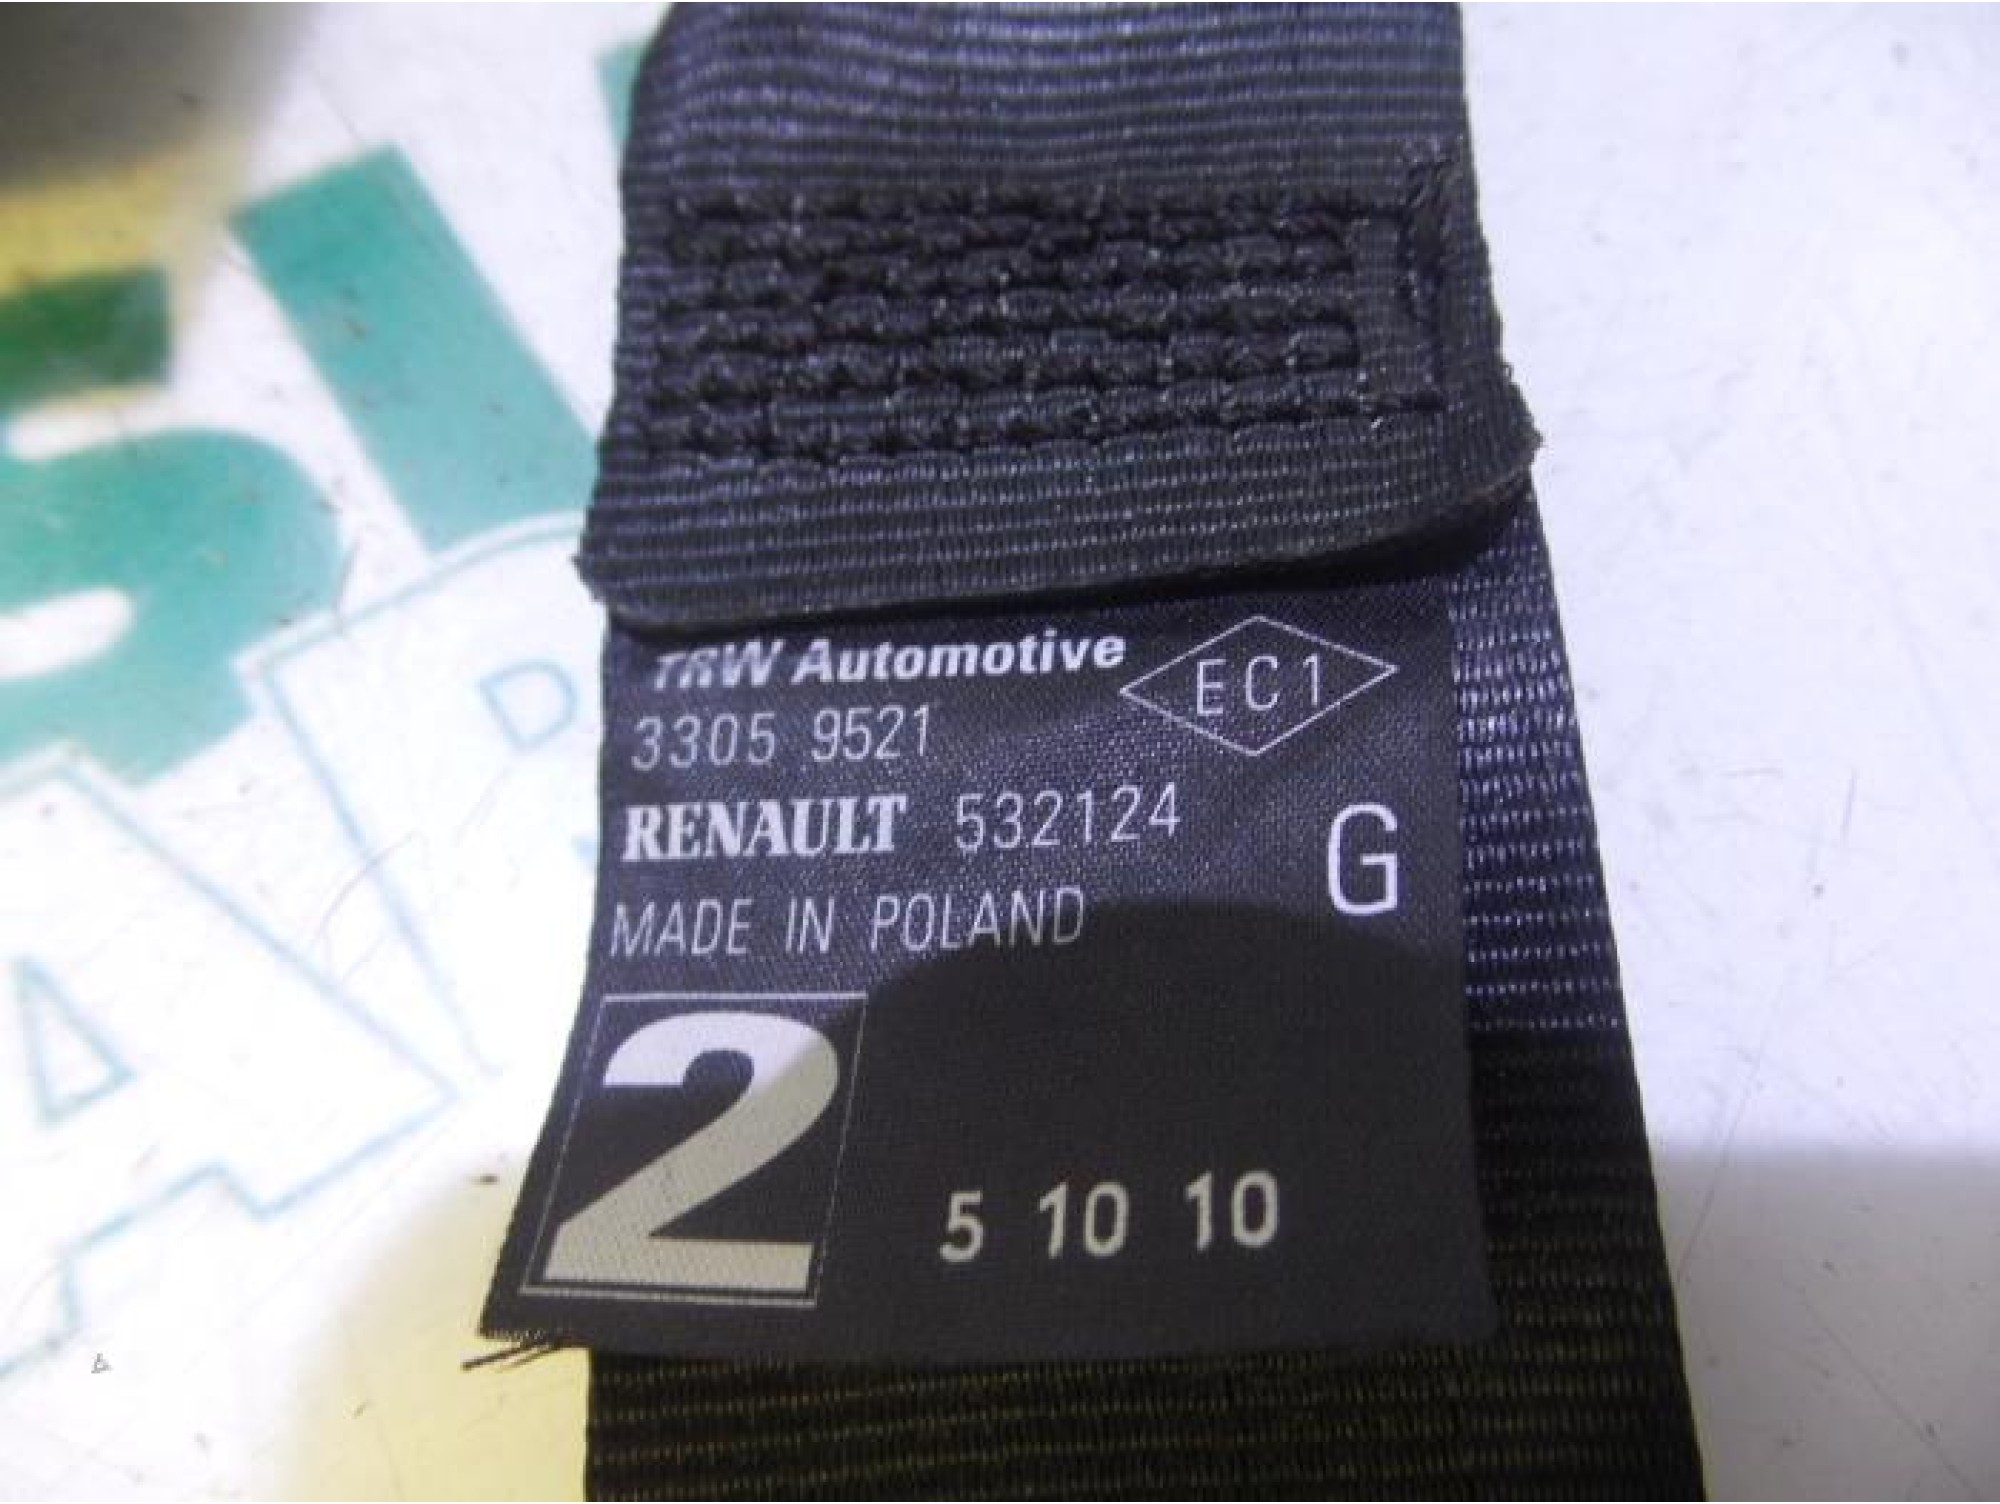 TRW Automotive
EC1
3305 9521
RENAULT 532124
G
MADE IN POLAND
2
5 10 10